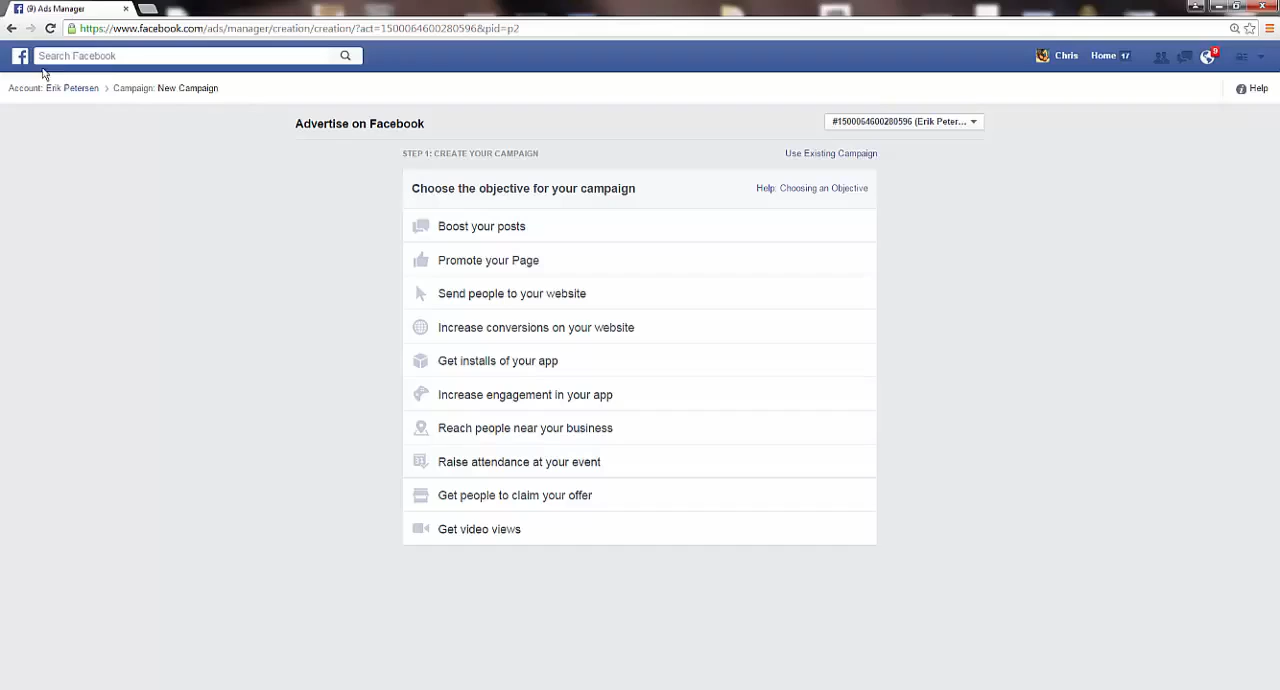 (9) Ads Manager
https://www.facebook.com/ads/manager/creation/creation/?act=1500064600280596&pid=p2
Search Facebook
Chris
Home 17
9
Account: Erik Petersen > Campaign: New Campaign
Help
Advertise on Facebook
#1500064600280596 (Erik Peter...
STEP 1: CREATE YOUR CAMPAIGN
Use Existing Campaign
Choose the objective for your campaign
Help: Choosing an Objective
Boost your posts
Promote your Page
Send people to your website
Increase conversions on your website
Get installs of your app
Increase engagement in your app
Reach people near your business
Raise attendance at your event
Get people to claim your offer
Get video views